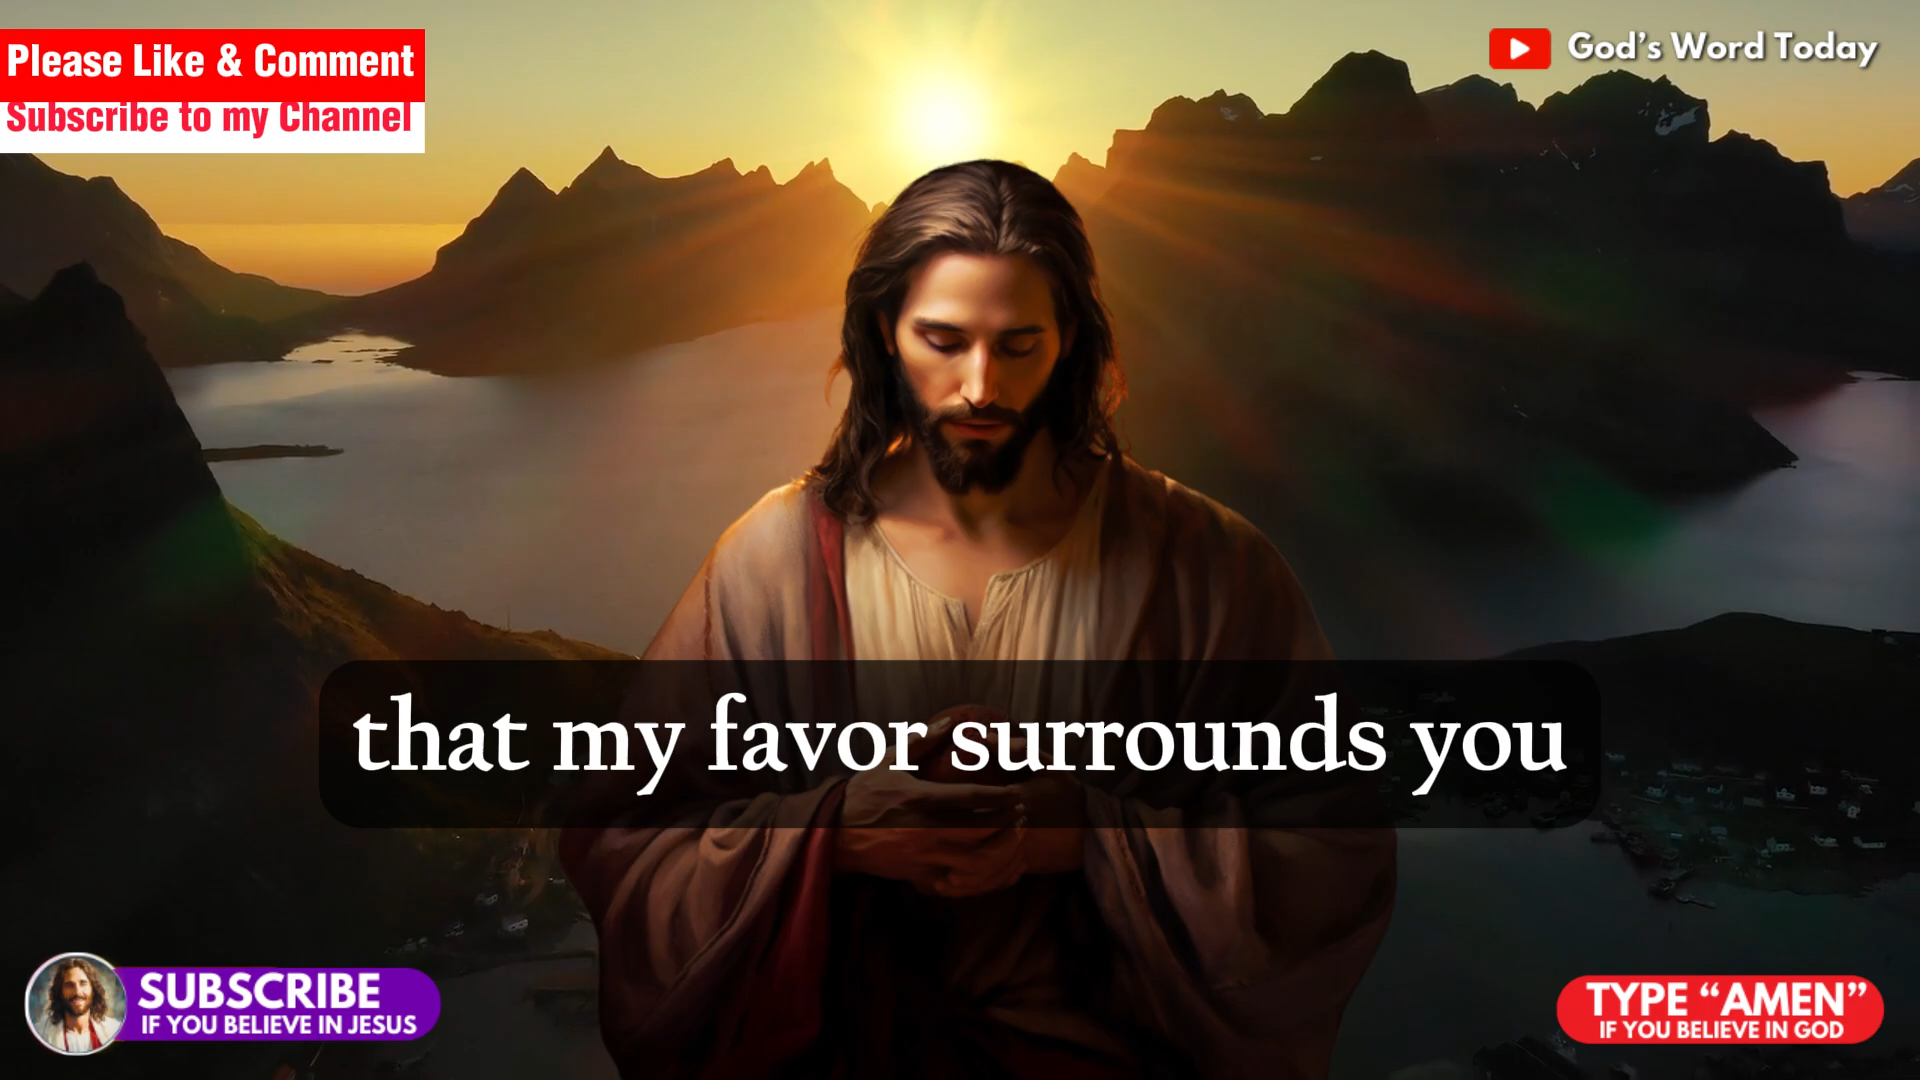 Please Like & Comment
Subscribe to my Channel
God's Word Today
that my favor surrounds you
SUBSCRIBE
IF YOU BELIEVE IN JESUS
TYPE “AMEN”
IF YOU BELIEVE IN GOD